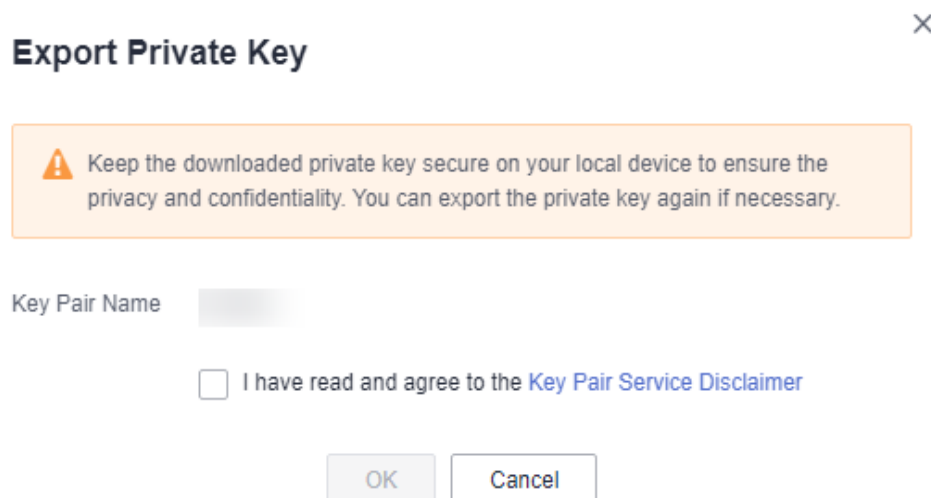 Export Private Key
Keep the downloaded private key secure on your local device to ensure the
privacy and confidentiality. You can export the private key again if necessary.
Key Pair Name
I have read and agree to the Key Pair Service Disclaimer
OK
Cancel